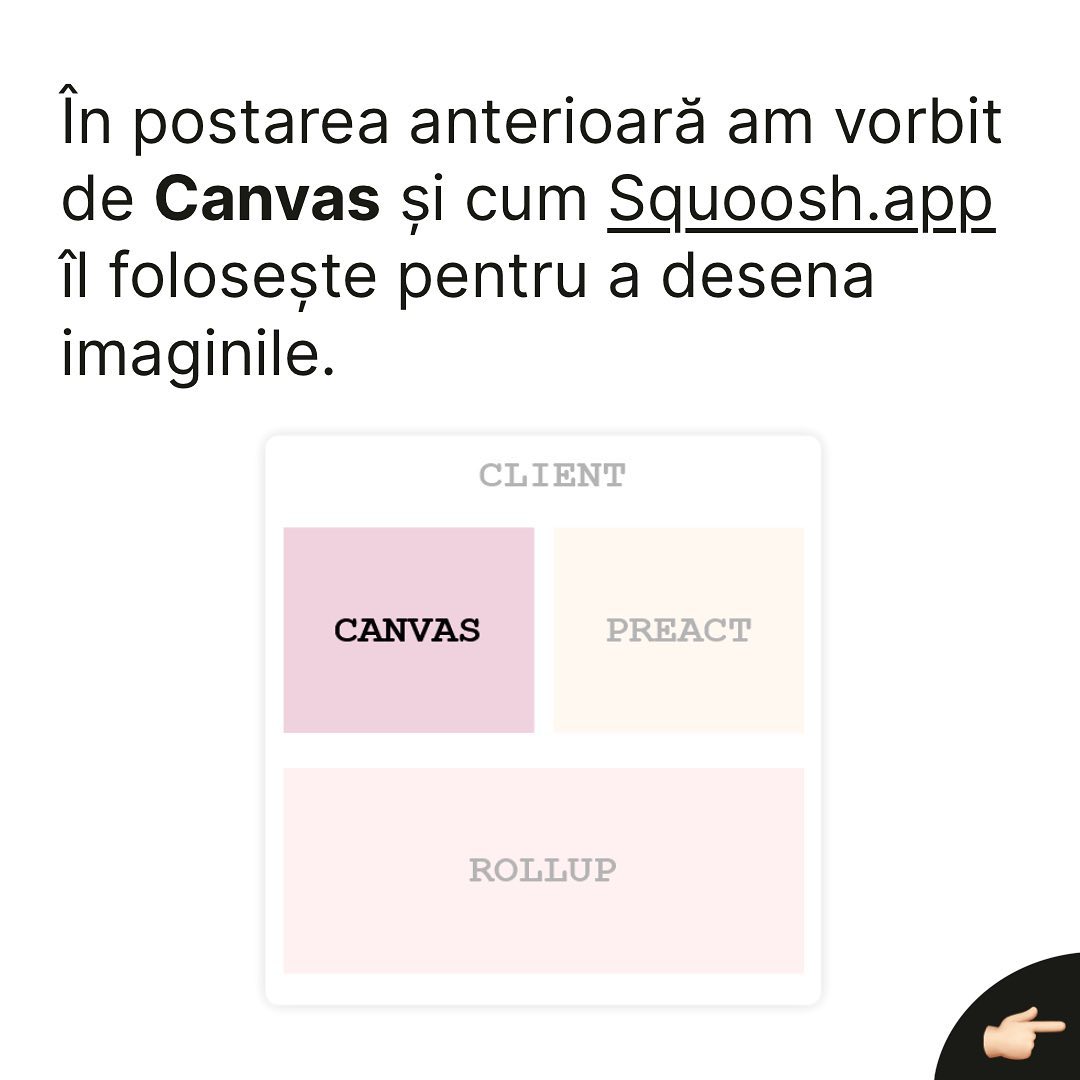 În postarea anterioară am vorbit
de Canvas și cum Squoosh.app
îl folosește pentru a desena
imaginile.
CLIENT
CANVAS PREACT
ROLLUP